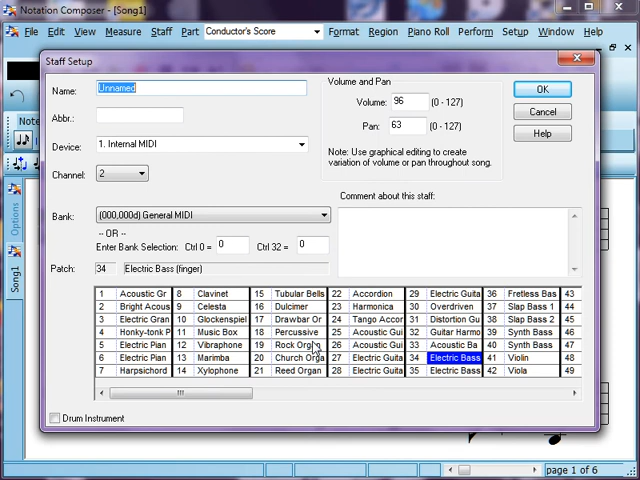 Notation Composer - [Song1]
File Edit View Measure Staff Part Conductor's Score Format Region Piano Roll Perform Setup Window Help
Staff Setup
Name: Unnamed
Abbr.:
Device: 1. Internal MIDI
Channel: 2
Volume and Pan
Volume: 96 (0 - 127)
Pan: 63 (0 - 127)
Note: Use graphical editing to create
variation of volume or pan throughout song.
OK
Cancel
Help
Comment about this staff:
Bank: (000,000d) General MIDI
-- OR --
Enter Bank Selection: Ctrl 0 = 0 Ctrl 32 = 0
Patch: 34 Electric Bass (finger)
1 Acoustic Gr 8 Clavinet 15 Tubular Bells 22 Accordion 29 Electric Guita 36 Fretless Bas 43
2 Bright Acous 9 Celesta 16 Dulcimer 23 Harmonica 30 Overdriven 37 Slap Bass 1 44
3 Electric Gran 10 Glockenspiel 17 Drawbar Or 24 Tango Accor 31 Distortion Gu 38 Slap Bass 2 45
4 Honky-tonk P 11 Music Box 18 Percussive 25 Acoustic Gui 32 Guitar Harmo 39 Synth Bass 46
5 Electric Pian 12 Vibraphone 19 Rock Organ 26 Acoustic Gui 33 Acoustic Ba 40 Synth Bass 47
6 Electric Pian 13 Marimba 20 Church Orga 27 Electric Guita 34 Electric Bass 41 Violin 48
7 Harpsichord 14 Xylophone 21 Reed Organ 28 Electric Guita 35 Electric Bass 42 Viola 49
Drum Instrument
Note
Options
Song1
page 1 of 6